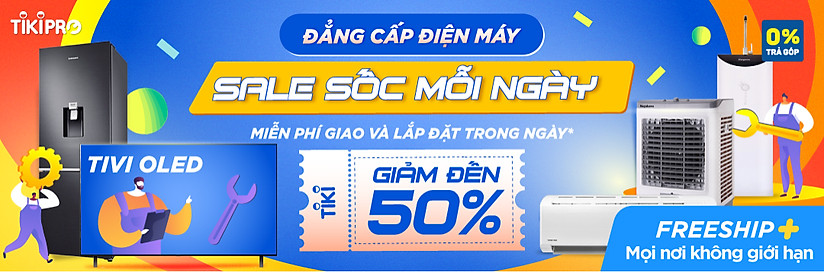 TIKIPRO
ĐẲNG CẤP ĐIỆN MÁY
0%
TRẢ GÓP
SALE SỐC MỖI NGÀY
MIỄN PHÍ GIAO VÀ LẮP ĐẶT TRONG NGÀY*
TIVI OLED
TIKI
GIẢM ĐẾN
50%
FREESHIP+
Mọi nơi không giới hạn